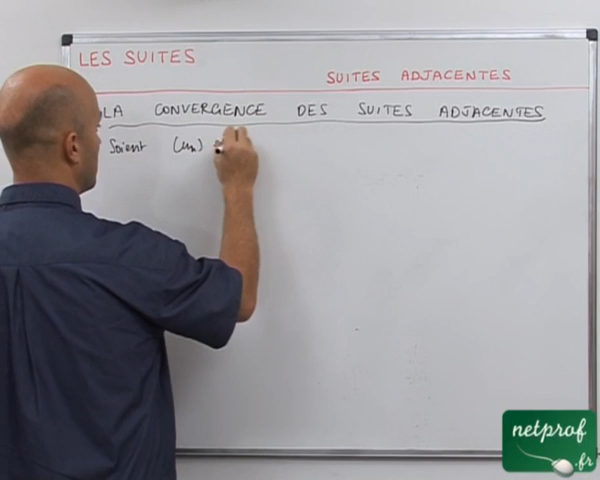 LES SUITES
SUITES ADJACENTES
LA CONVERGENCE DES SUITES ADJACENTES
Soient (un)
netprof
.fr